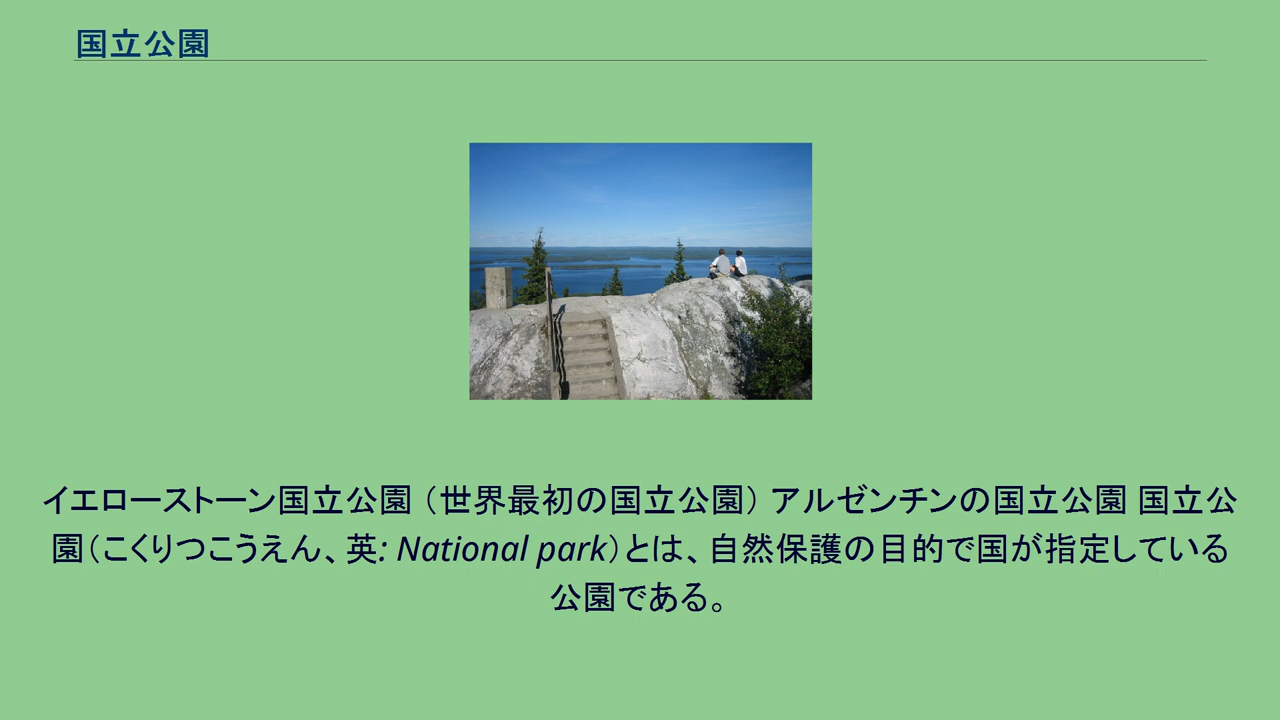 国立公園
イエローストーン国立公園 （世界最初の国立公園） アルゼンチンの国立公園 国立公
園（こくりつこうえん、英: National park）とは、自然保護の目的で国が指定している
公園である。